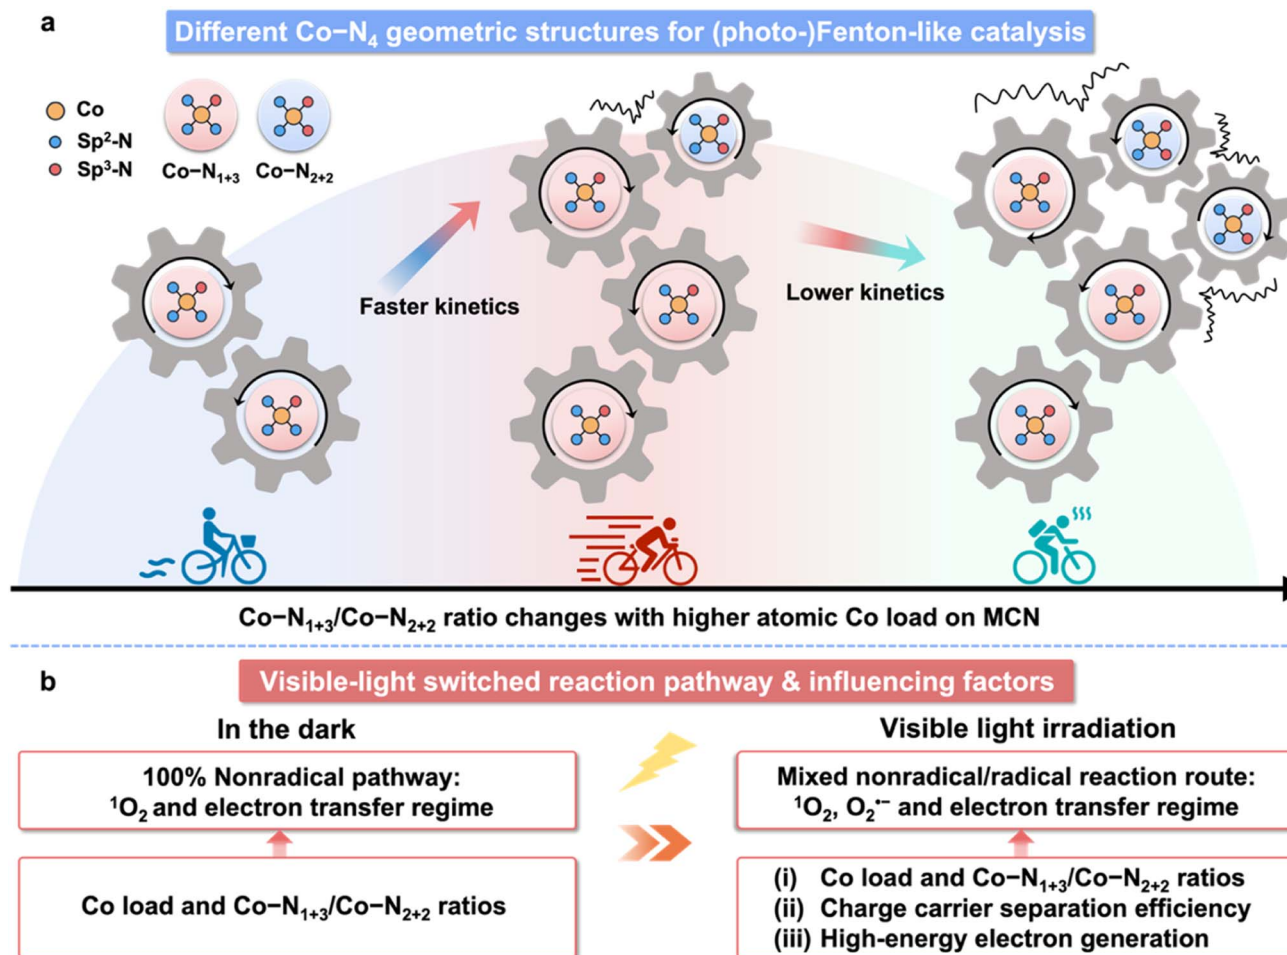 a
Different Co−N₄ geometric structures for (photo-)Fenton-like catalysis
Co
Sp²-N
Sp³-N
Co−N₁₊₃
Co−N₂₊₂
Faster kinetics
Lower kinetics
Co−N₁₊₃/Co−N₂₊₂ ratio changes with higher atomic Co load on MCN
b
Visible-light switched reaction pathway & influencing factors
In the dark
100% Nonradical pathway:
¹O₂ and electron transfer regime
Co load and Co−N₁₊₃/Co−N₂₊₂ ratios
Visible light irradiation
Mixed nonradical/radical reaction route:
¹O₂, O₂•⁻ and electron transfer regime
(i) Co load and Co−N₁₊₃/Co−N₂₊₂ ratios
(ii) Charge carrier separation efficiency
(iii) High-energy electron generation